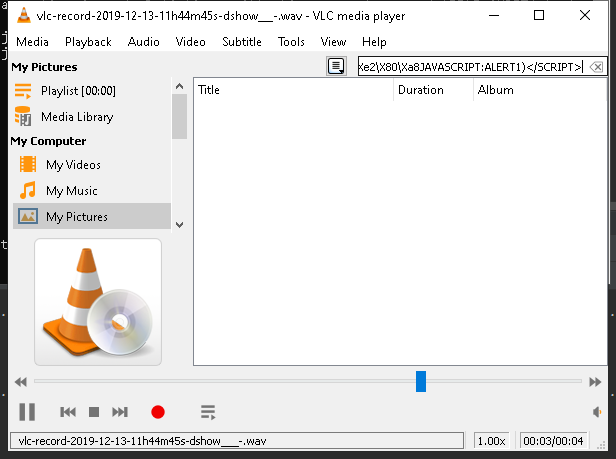 vlc-record-2019-12-13-11h44m45s-dshow___-.wav - VLC media player
Media Playback Audio Video Subtitle Tools View Help
My Pictures
Xe2\X80\Xa8JAVASCRIPT:ALERT1)</SCRIPT>
Playlist [00:00]
Title Duration Album
Media Library
My Computer
My Videos
My Music
My Pictures
vlc-record-2019-12-13-11h44m45s-dshow___-.wav
1.00x
00:03/00:04